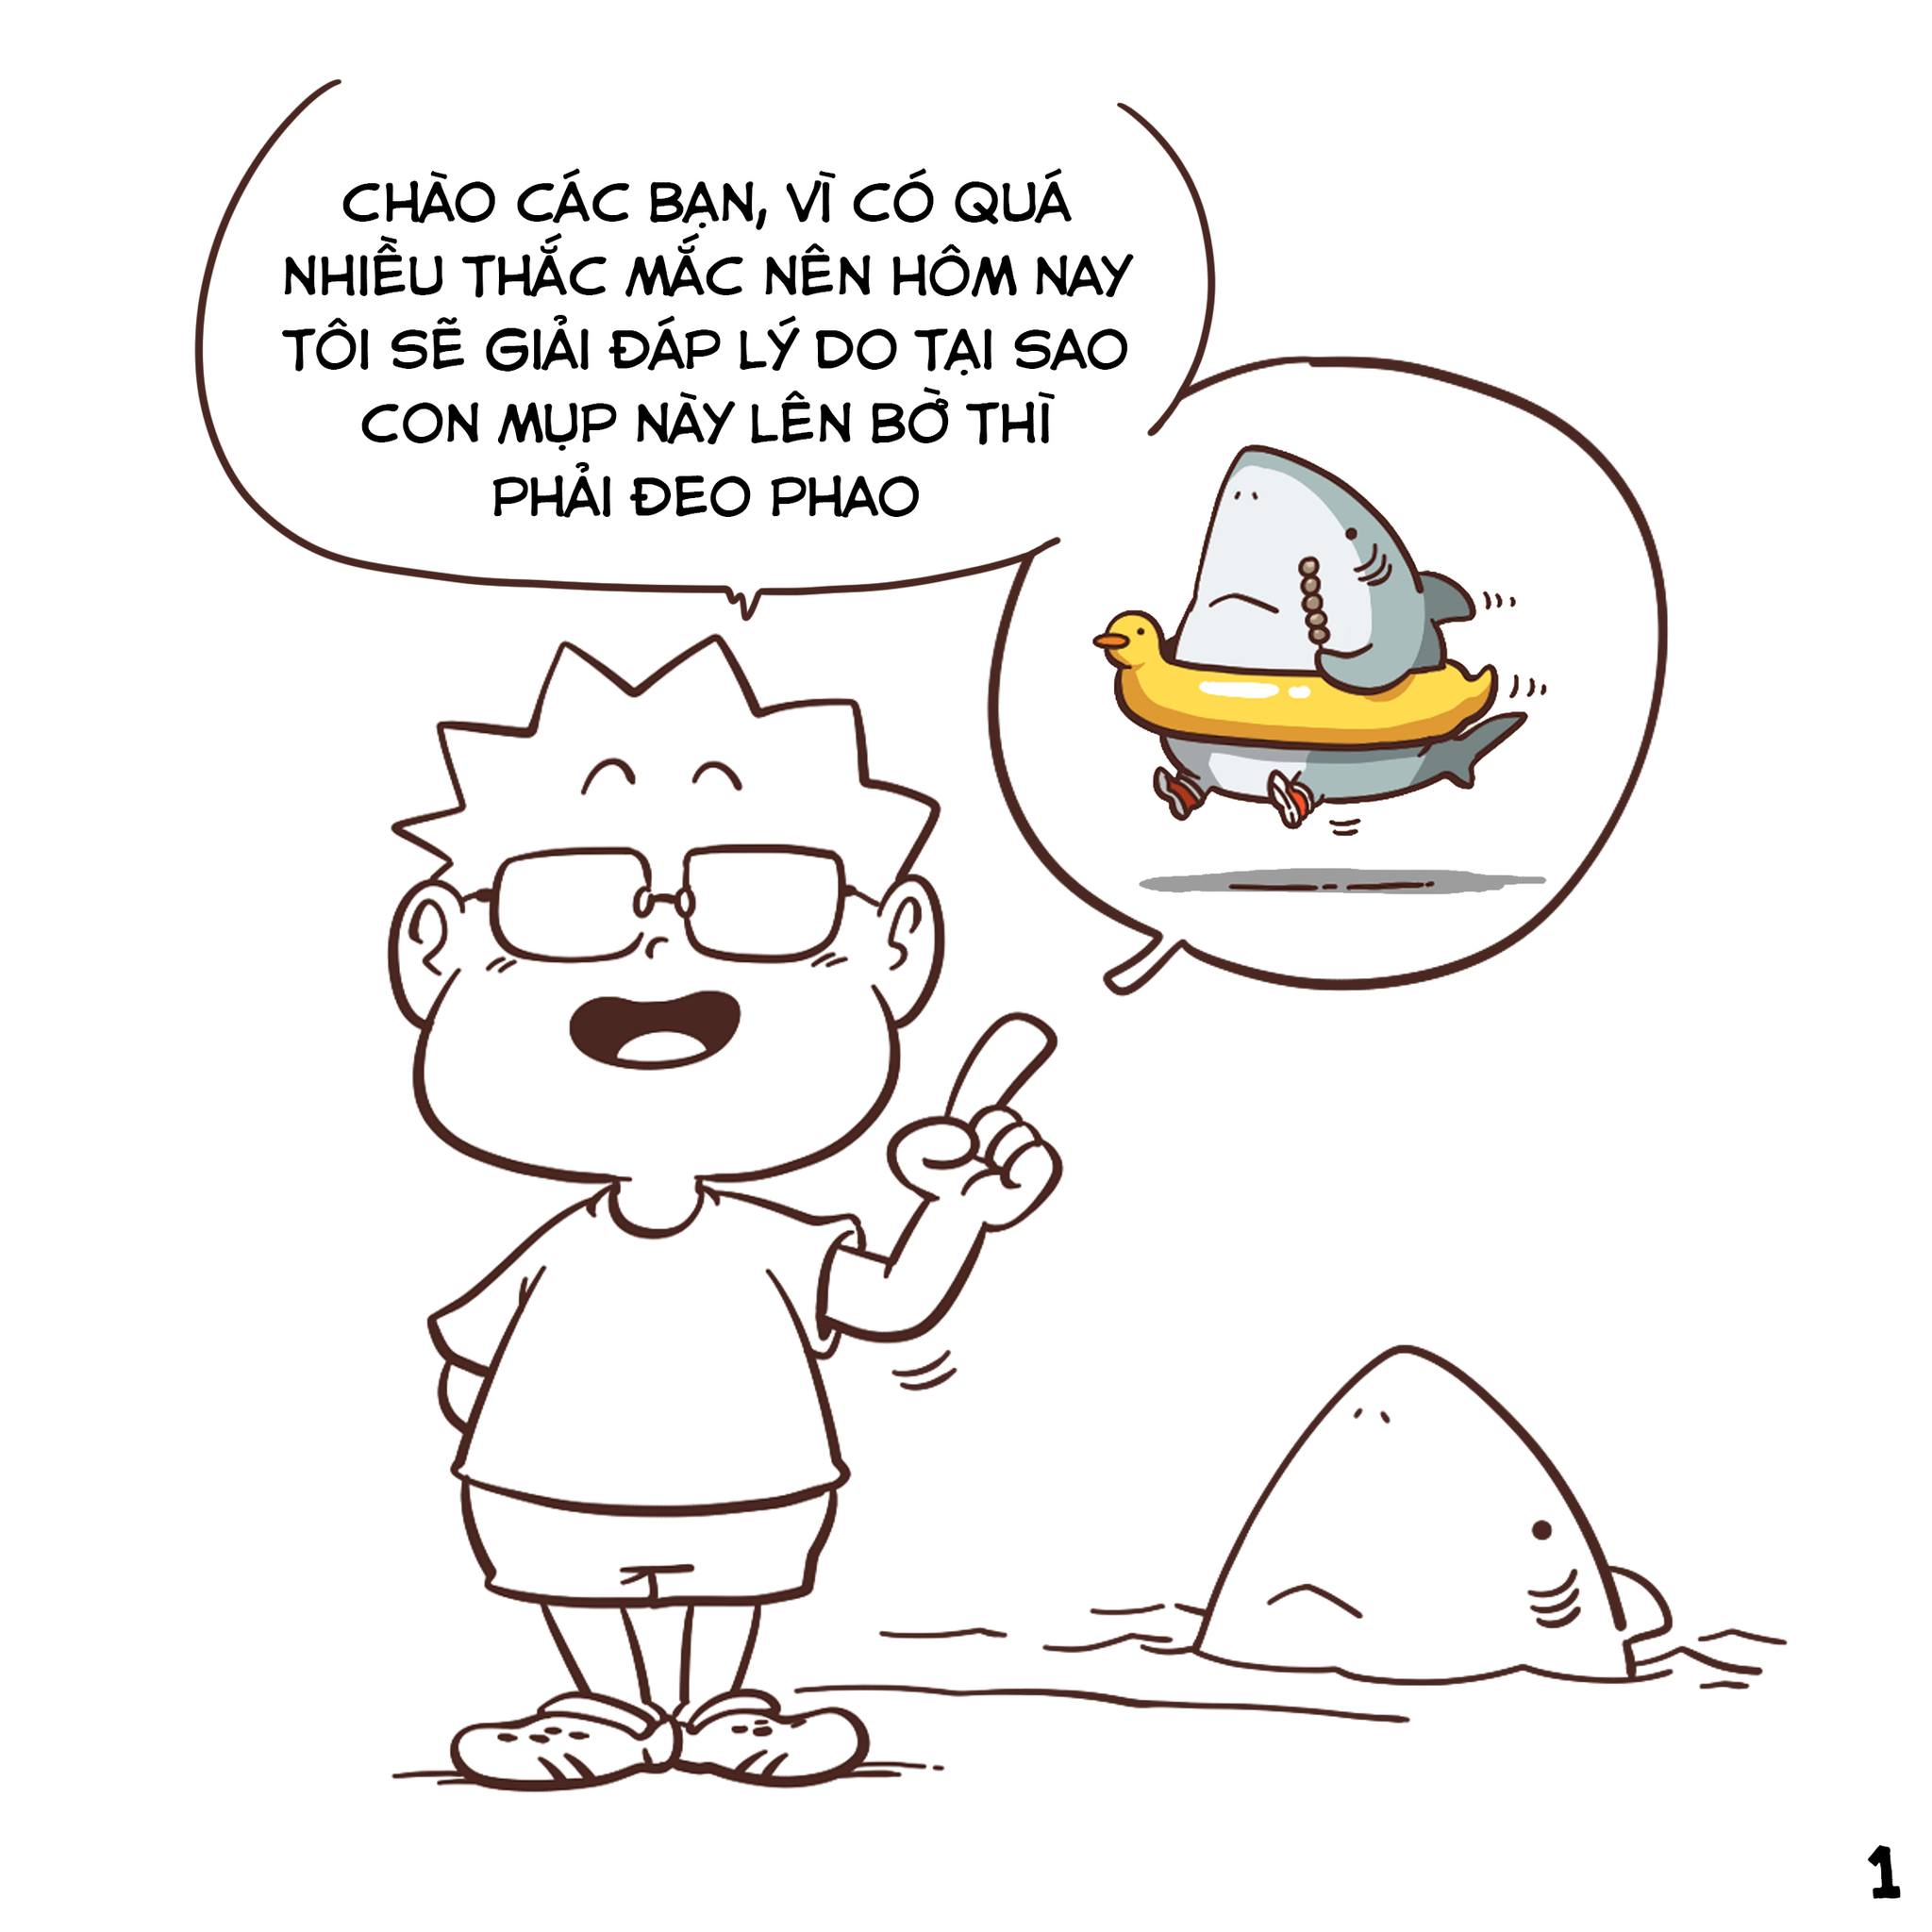 CHÀO CÁC BẠN, VÌ CÓ QUÁ
NHIỀU THẮC MẮC NÊN HÔM NAY
TÔI SẼ GIẢI ĐÁP LÝ DO TẠI SAO
CON MỤP NÀY LÊN BỜ THÌ
PHẢI ĐEO PHAO
1